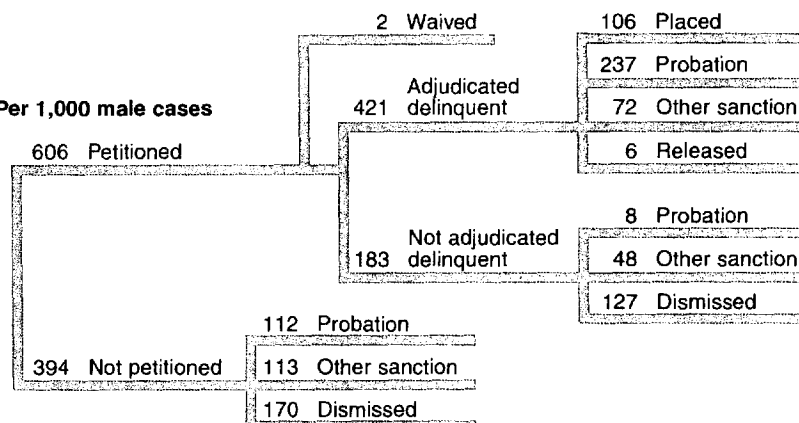 2 Waived
106 Placed
237 Probation
Per 1,000 male cases
421 Adjudicated
delinquent
72 Other sanction
606 Petitioned
6 Released
8 Probation
183 Not adjudicated
delinquent
48 Other sanction
127 Dismissed
112 Probation
394 Not petitioned
113 Other sanction
170 Dismissed